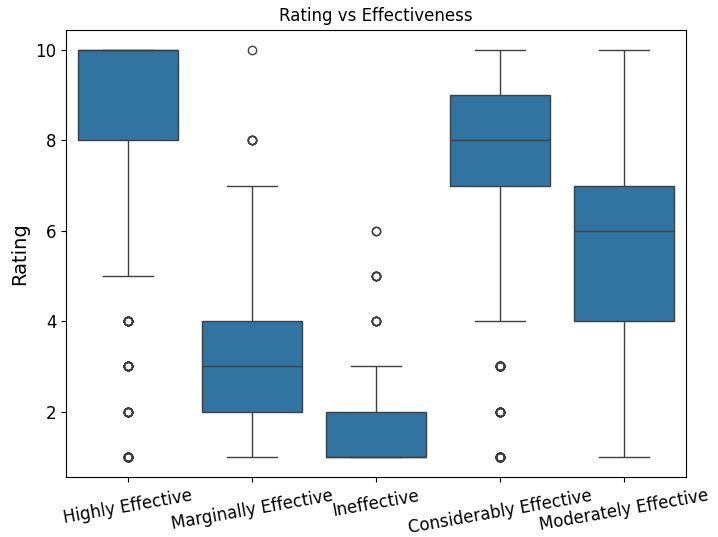 Rating vs Effectiveness
Rating
10
8
6
4
2
Highly Effective
Marginally Effective
Ineffective
Considerably Effective
Moderately Effective